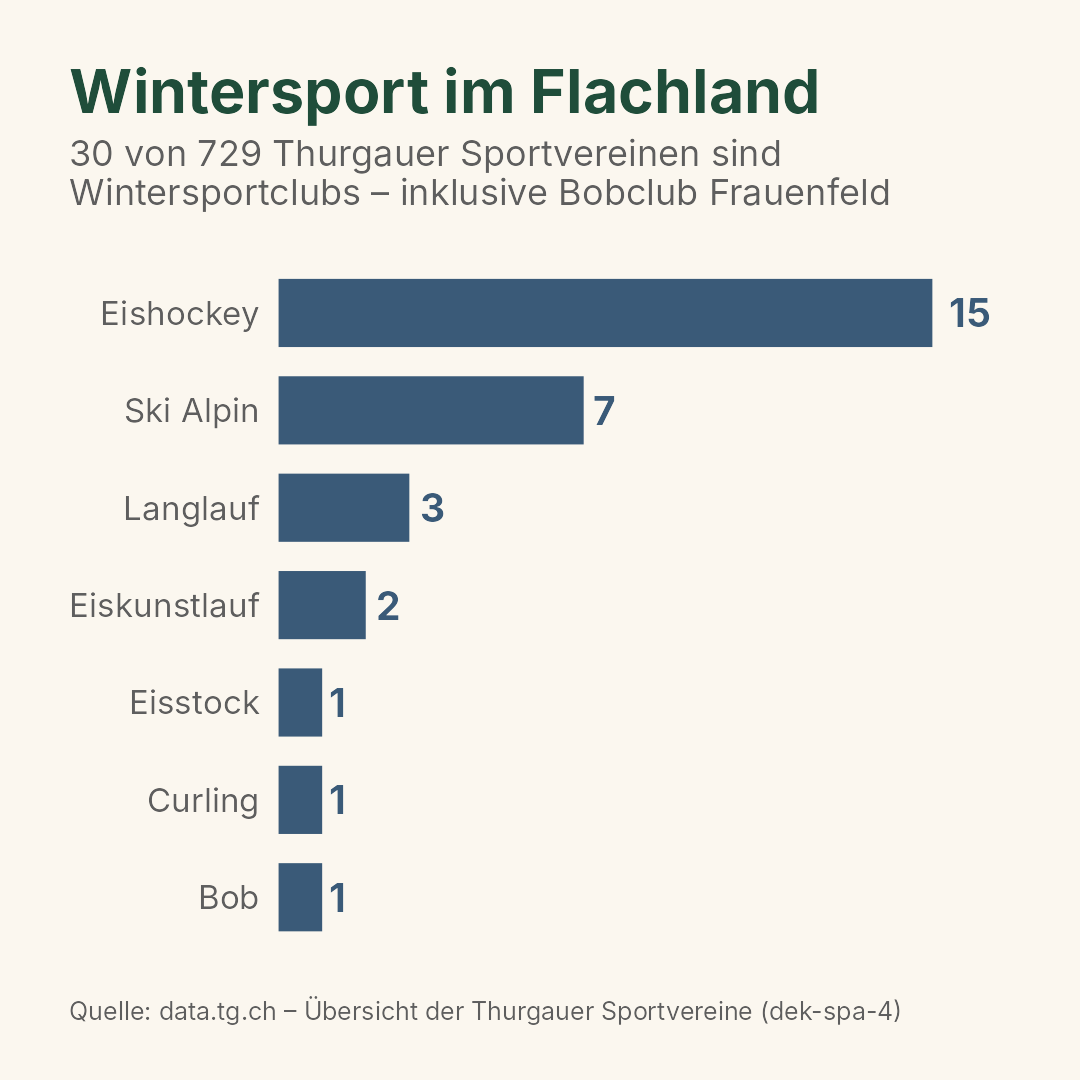 Wintersport im Flachland
30 von 729 Thurgauer Sportvereinen sind
Wintersportclubs – inklusive Bobclub Frauenfeld
Eishockey 15
Ski Alpin 7
Langlauf 3
Eiskunstlauf 2
Eisstock 1
Curling 1
Bob 1
Quelle: data.tg.ch – Übersicht der Thurgauer Sportvereine (dek-spa-4)